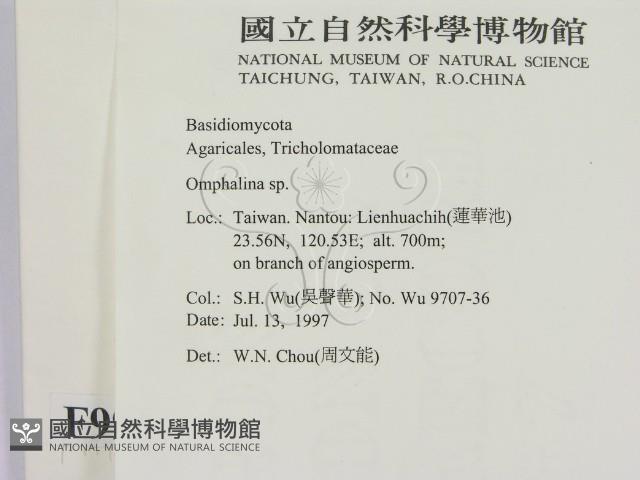 國立自然科學博物館
NATIONAL MUSEUM OF NATURAL SCIENCE
TAICHUNG, TAIWAN, R.O.CHINA
Basidiomycota
Agaricales, Tricholomataceae
Omphalina sp.
Loc.: Taiwan. Nantou: Lienhuachih(蓮華池)
23.56N, 120.53E; alt. 700m;
on branch of angiosperm.
Col.: S.H. Wu(吳聲華); No. Wu 9707-36
Date: Jul. 13, 1997
Det.: W.N. Chou(周文能)
國立自然科學博物館
NATIONAL MUSEUM OF NATURAL SCIENCE